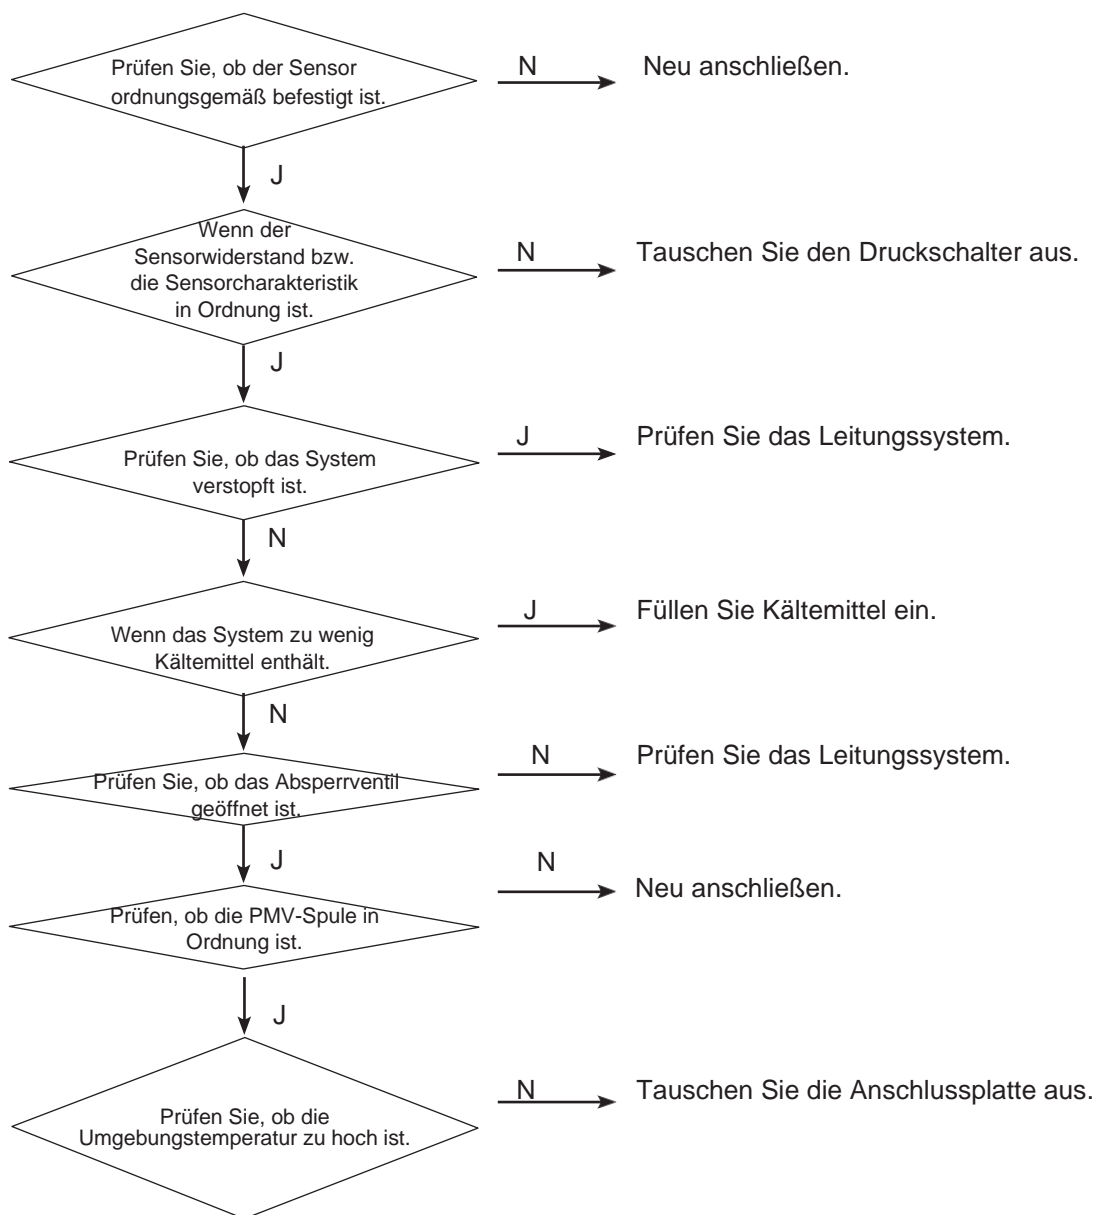 Prüfen Sie, ob der Sensor
ordnungsgemäß befestigt ist.
N
Neu anschließen.
J
Wenn der
Sensorwiderstand bzw.
die Sensorcharakteristik
in Ordnung ist.
N
Tauschen Sie den Druckschalter aus.
J
Prüfen Sie, ob das System
verstopft ist.
J
Prüfen Sie das Leitungssystem.
N
Wenn das System zu wenig
Kältemittel enthält.
J
Füllen Sie Kältemittel ein.
N
Prüfen Sie, ob das Absperrventil
geöffnet ist.
N
Prüfen Sie das Leitungssystem.
J
Prüfen, ob die PMV-Spule in
Ordnung ist.
N
Neu anschließen.
J
Prüfen Sie, ob die
Umgebungstemperatur zu hoch ist.
N
Tauschen Sie die Anschlussplatte aus.